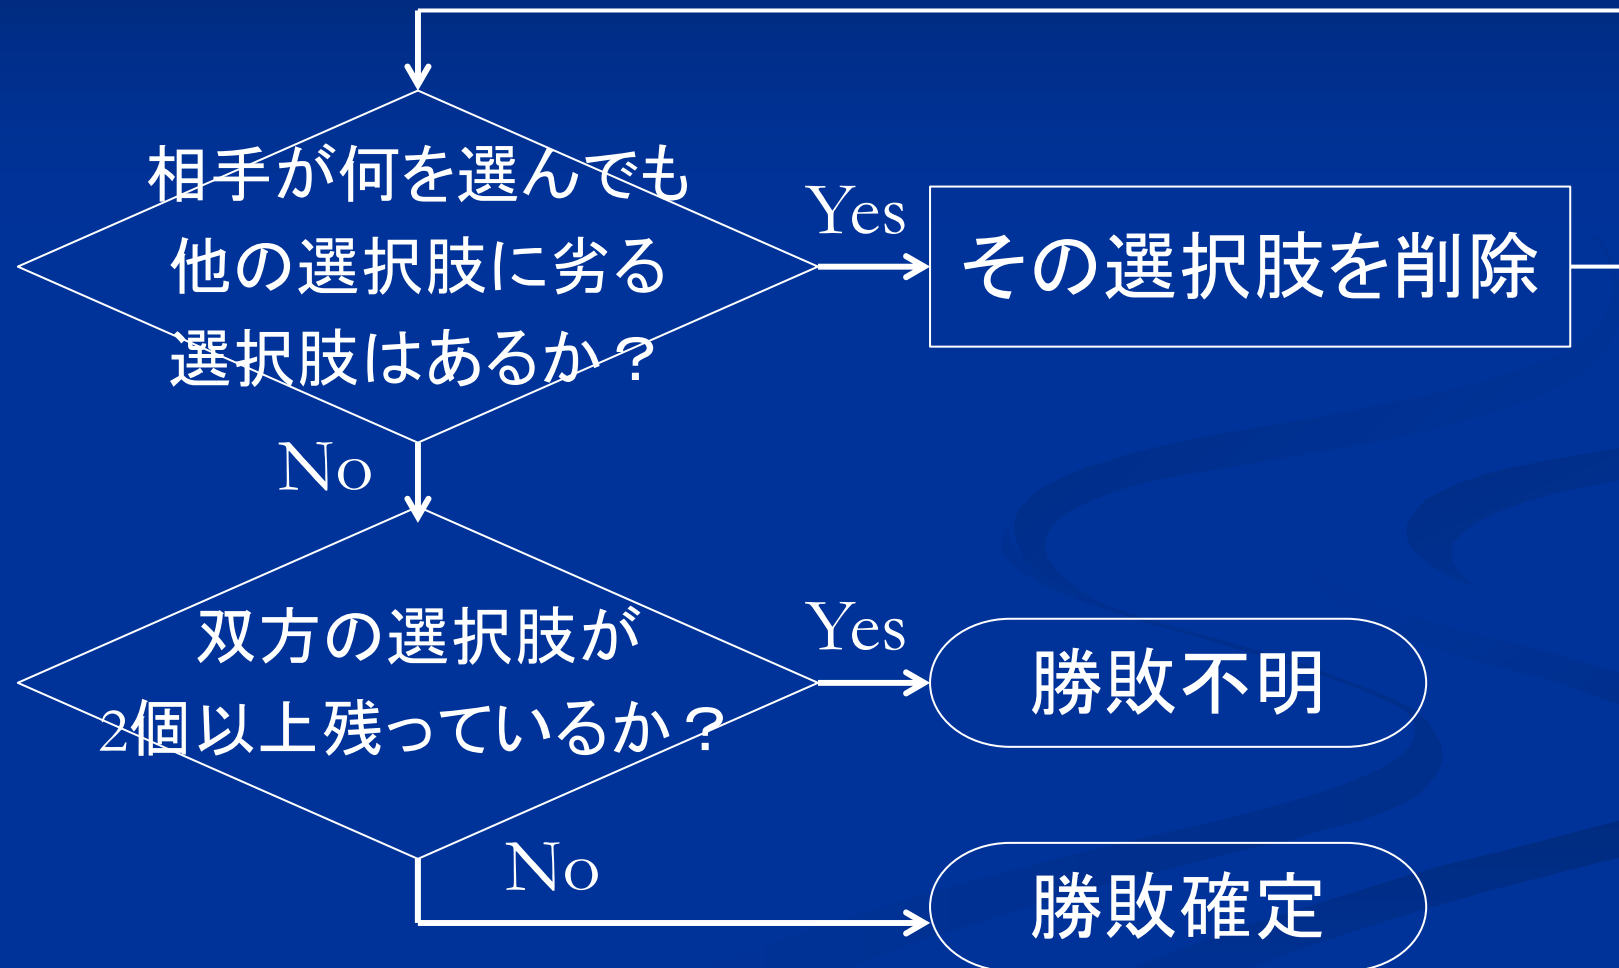 相手が何を選んでも
他の選択肢に劣る
選択肢はあるか？
Yes
その選択肢を削除
No
双方の選択肢が
2個以上残っているか？
Yes
勝敗不明
No
勝敗確定